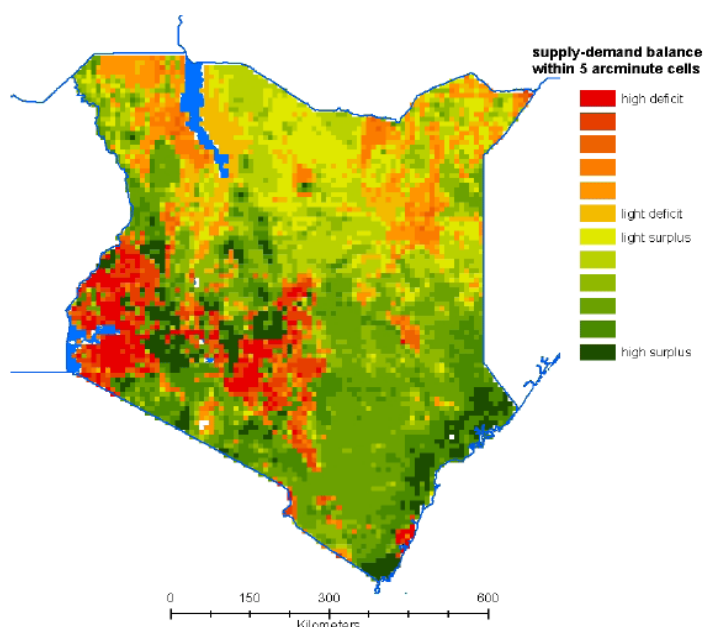 supply-demand balance
within 5 arcminute cells
high deficit
light deficit
light surplus
high surplus
0 150 300 600
Kilometers